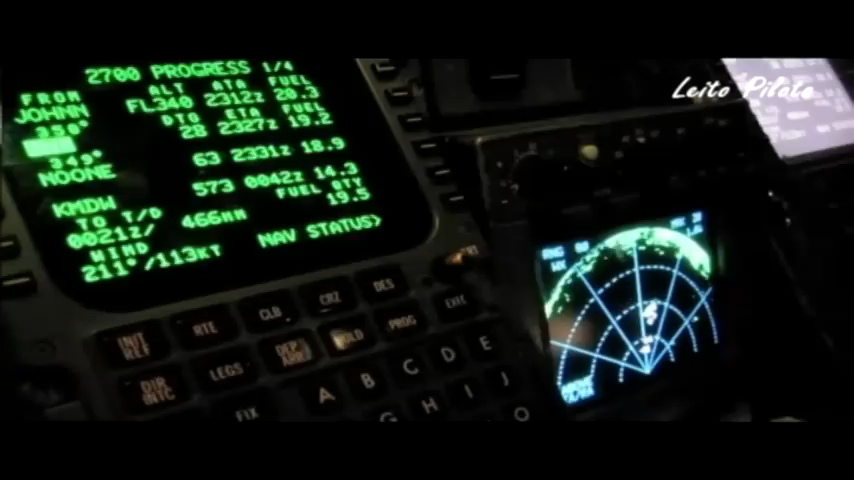 Leito Piloto
2700 PROGRESS 1/4
FROM ALT ATA FUEL
JOHNN FL340 2312z 20.3
350° DTG ETA FUEL
28 2327z 19.2
349°
NOONE 63 2331z 18.9
KMDW 573 0042z 14.3
TO T/D FUEL QTY
0021z/ 466NM 19.5
WIND
211°/113KT NAV STATUS>
INIT REF RTE CLB CRZ DES
DIR INTC LEGS DEP ARR HOLD PROG EXEC
FIX A B C D E
G H I J
O